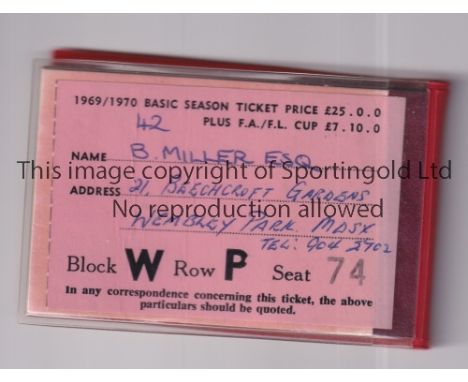 1969/1970 BASIC SEASON TICKET PRICE £25.0.0
42 PLUS F.A./F.L. CUP £7.10.0
NAME B. MILLER ESQ.
This image copyright of Sportingold Ltd
ADDRESS 21, BEECHCROFT GARDENS
No reproduction allowed
WEMBLEY PARK MDSX
TEL: 904 2702
Block W Row P Seat 74
In any correspondence concerning this ticket, the above
particulars should be quoted.